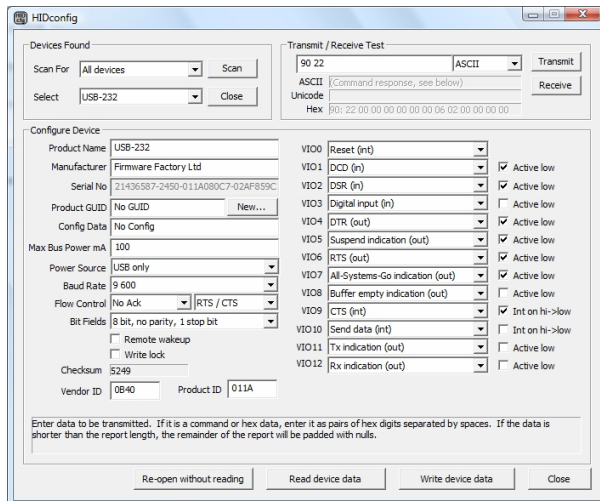 HIDconfig
Devices Found
Scan For All devices Scan
Select USB-232 Close
Transmit / Receive Test
90 22 ASCII Transmit
ASCII (Command response, see below) Receive
Unicode
Hex 90: 22 00 00 00 00 00 06 02 00 00 00 00
Configure Device
Product Name USB-232
Manufacturer Firmware Factory Ltd
Serial No 21436587-2450-011A080C7-02AF859C
Product GUID No GUID New...
Config Data No Config
Max Bus Power mA 100
Power Source USB only
Baud Rate 9 600
Flow Control No Ack RTS / CTS
Bit Fields 8 bit, no parity, 1 stop bit
Remote wakeup
Write lock
Checksum 5249
Vendor ID 0B40 Product ID 011A
VIO0 Reset (int)
VIO1 DCD (in) Active low
VIO2 DSR (in) Active low
VIO3 Digital input (in) Active low
VIO4 DTR (out) Active low
VIO5 Suspend indication (out) Active low
VIO6 RTS (out) Active low
VIO7 All-Systems-Go indication (out) Active low
VIO8 Buffer empty indication (out) Active low
VIO9 CTS (int) Int on hi->low
VIO10 Send data (int) Int on hi->low
VIO11 Tx indication (out) Active low
VIO12 Rx indication (out) Active low
Enter data to be transmitted. If it is a command or hex data, enter it as pairs of hex digits separated by spaces. If the data is
shorter than the report length, the remainder of the report will be padded with nulls.
Re-open without reading Read device data Write device data Close